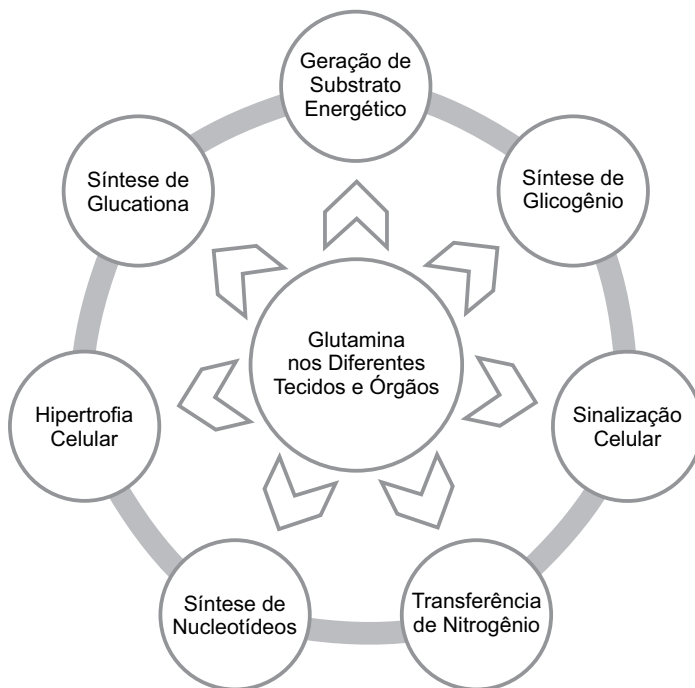 Geração de
Substrato
Energético
Síntese de
Glicogênio
Sinalização
Celular
Transferência
de Nitrogênio
Síntese de
Nucleotídeos
Hipertrofia
Celular
Síntese de
Glucationa
Glutamina
nos Diferentes
Tecidos e Órgãos